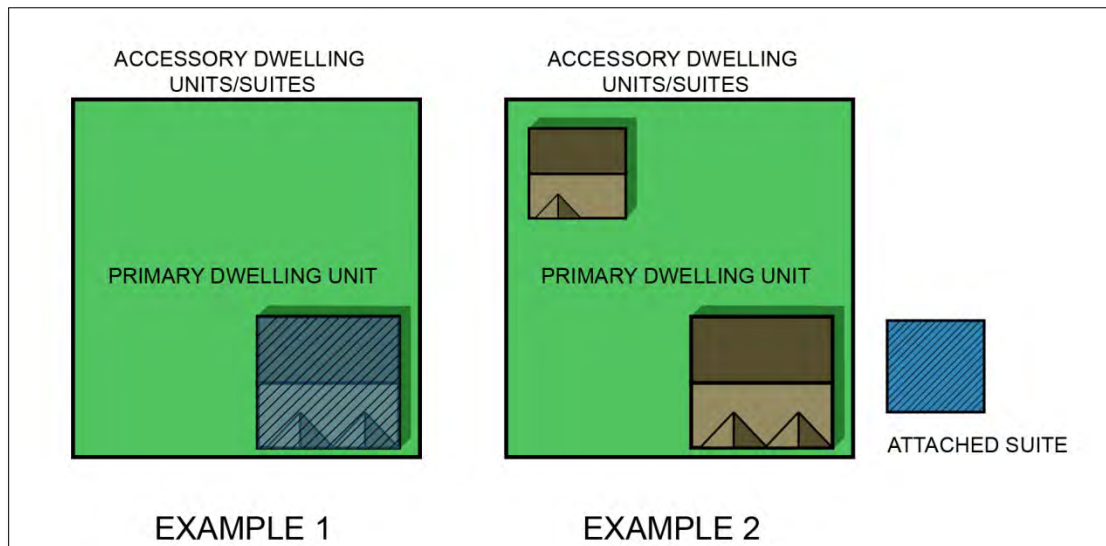 ACCESSORY DWELLING
UNITS/SUITES
PRIMARY DWELLING UNIT
EXAMPLE 1
ACCESSORY DWELLING
UNITS/SUITES
PRIMARY DWELLING UNIT
EXAMPLE 2
ATTACHED SUITE